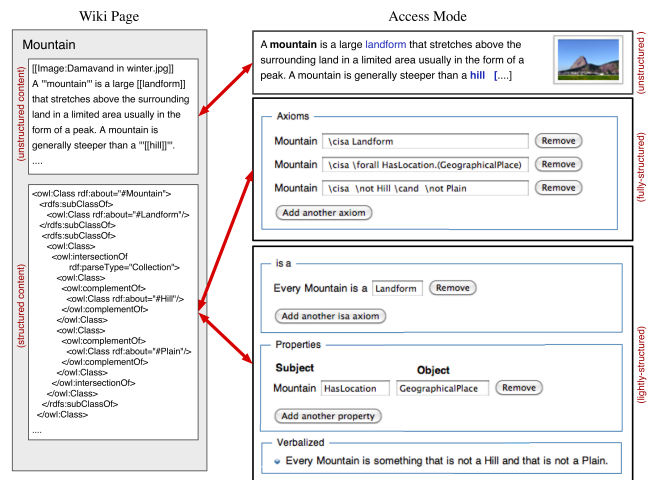 Wiki Page
Access Mode
Mountain
(unstructured content)
[[Image:Damavand in winter.jpg]]
A '''mountain''' is a large [[landform]]
that stretches above the surrounding
land in a limited area usually in the
form of a peak. A mountain is
generally steeper than a '''[[hill]]'''.
....
(structured content)
<owl:Class rdf:about="#Mountain">
<rdfs:subClassOf>
<owl:Class rdf:about="#Landform"/>
</rdfs:subClassOf>
<rdfs:subClassOf>
<owl:Class>
<owl:intersectionOf
rdf:parseType="Collection">
<owl:Class>
<owl:complementOf>
<owl:Class rdf:about="#Hill"/>
</owl:complementOf>
</owl:Class>
<owl:Class>
<owl:complementOf>
<owl:Class rdf:about="#Plain"/>
</owl:complementOf>
</owl:Class>
</owl:intersectionOf>
</owl:Class>
</rdfs:subClassOf>
</owl:Class>
....
A mountain is a large landform that stretches above the
surrounding land in a limited area usually in the form of a
peak. A mountain is generally steeper than a hill [....]
(unstructured )
Axioms
Mountain \cisa Landform Remove
Mountain \cisa \forall HasLocation.(GeographicalPlace) Remove
Mountain \cisa \not Hill \cand \not Plain Remove
Add another axiom
(fully-structured)
is a
Every Mountain is a Landform Remove
Add another isa axiom
Properties
Subject Object
Mountain HasLocation GeographicalPlace Remove
Add another property
Verbalized
Every Mountain is something that is not a Hill and that is not a Plain.
(lightly-structured)